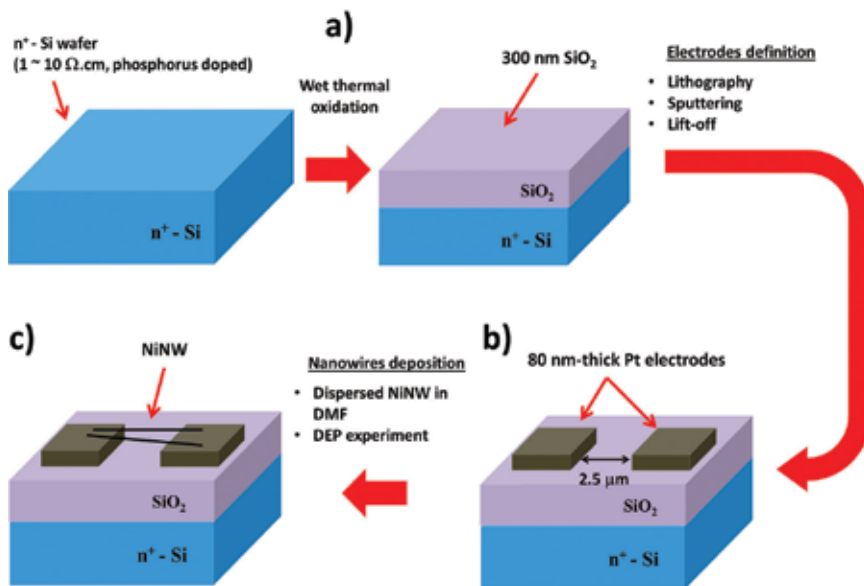 a)
n⁺- Si wafer
(1 ~ 10 Ω.cm, phosphorus doped)
Wet thermal
oxidation
300 nm SiO₂
Electrodes definition
• Lithography
• Sputtering
• Lift-off
n⁺ - Si
SiO₂
n⁺ - Si
c)
NiNW
Nanowires deposition
• Dispersed NiNW in
DMF
• DEP experiment
SiO₂
n⁺ - Si
b)
80 nm-thick Pt electrodes
2.5 µm
SiO₂
n⁺ - Si